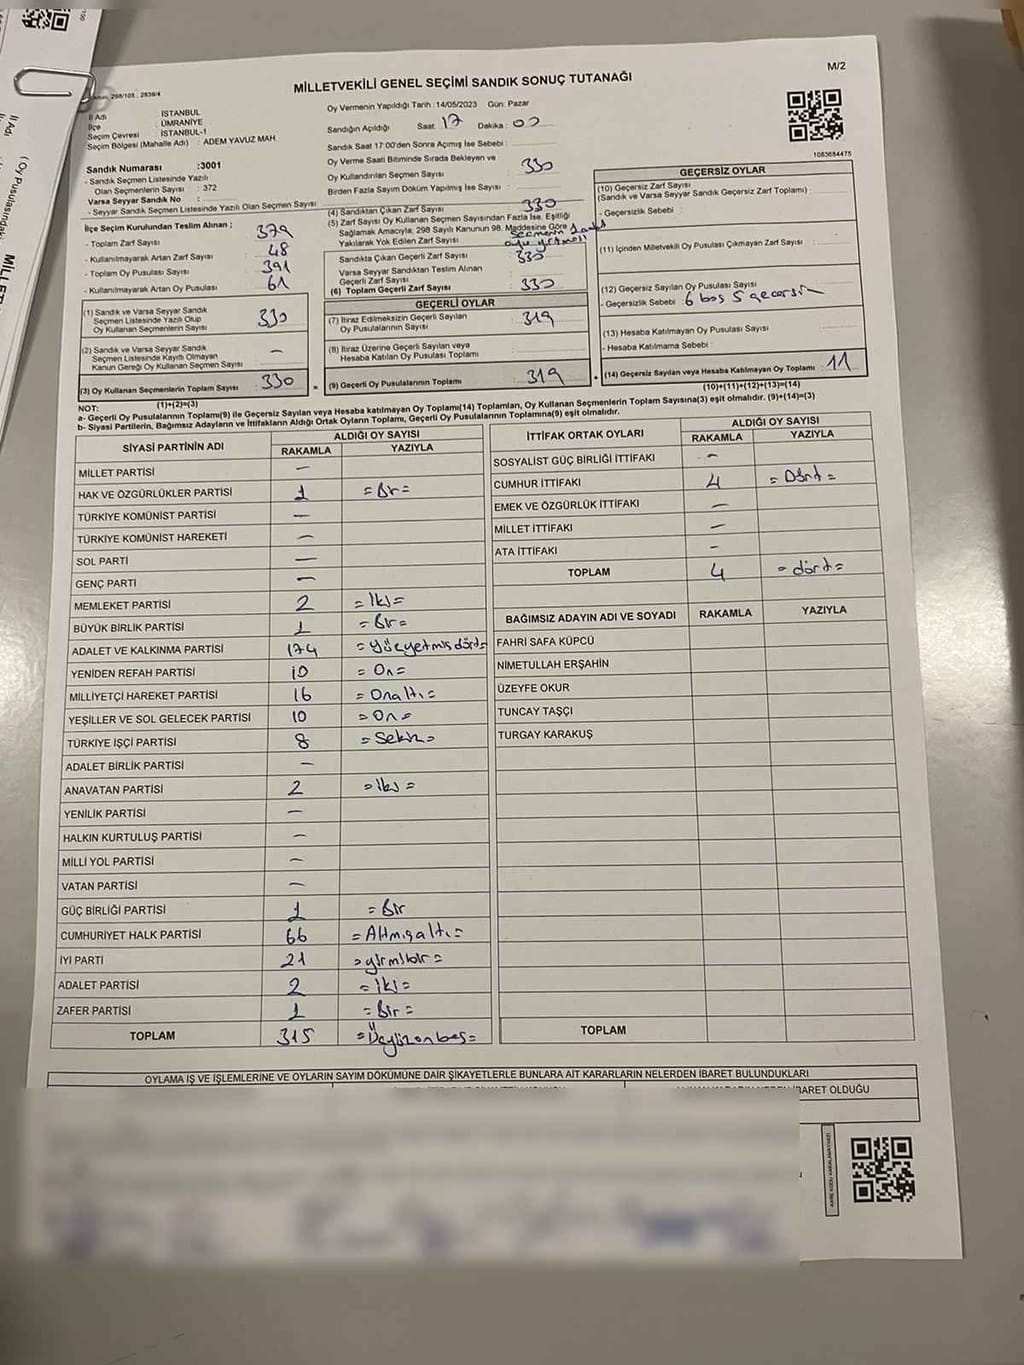 MİLLETVEKİLİ GENEL SEÇİMİ SANDIK SONUÇ TUTANAĞI
M/2
1083684475
İl Adı : İSTANBUL
İlçe : ÜMRANİYE
Seçim Çevresi : İSTANBUL-1
Seçim Bölgesi (Mahalle Adı) : ADEM YAVUZ MAH.
Sandık Numarası :3001
- Sandık Seçmen Listesinde Yazılı
Olan Seçmenlerin Sayısı : 372
Varsa Seyyar Sandık No :
- Seyyar Sandık Seçmen Listesinde Yazılı Olan Seçmen Sayısı :
İlçe Seçim Kurulundan Teslim Alınan ;
- Toplam Zarf Sayısı : 379
- Kullanılmayarak Artan Zarf Sayısı : 48
- Toplam Oy Pusulası Sayısı : 391
- Kullanılmayarak Artan Oy Pusulası : 61
(1) Sandık ve Varsa Seyyar Sandık
Seçmen Listesinde Yazılı Olup
Oy Kullanan Seçmenlerin Sayısı : 330
(2) Sandık ve Varsa Seyyar Sandık
Seçmen Listesinde Kayıtlı Olmayan
Kanun Gereği Oy Kullanan Seçmen Sayısı : -
(3) Oy Kullanan Seçmenlerin Toplam Sayısı : 330
(1)+(2)=(3)
Oy Vermenin Yapıldığı Tarih :14/05/2023 Gün: Pazar
Sandığın Açıldığı Saat: 17 Dakika : 00
Sandık Saat 17:00'den Sonra Açılmış İse Sebebi :
Oy Verme Saati Bitiminde Sırada Bekleyen ve
Oy Kullandırılan Seçmen Sayısı : 330
Birden Fazla Sayım Döküm Yapılmış İse Sayısı :
(4) Sandıktan Çıkan Zarf Sayısı : 330
(5) Zarf Sayısı Oy Kullanan Seçmen Sayısından Fazla İse, Eşitliği
Sağlamak Amacıyla, 298 Sayılı Kanunun 98. Maddesine Göre
Yakılarak Yok Edilen Zarf Sayısı :
Sandıkta Çıkan Geçerli Zarf Sayısı : 330
Varsa Seyyar Sandıktan Teslim Alınan
Geçerli Zarf Sayısı :
(6) Toplam Geçerli Zarf Sayısı : 330
GEÇERLİ OYLAR
(7) İtiraz Edilmeksizin Geçerli Sayılan
Oy Pusulalarının Sayısı : 319
(8) İtiraz Üzerine Geçerli Sayılan veya
Hesaba Katılan Oy Pusulası Toplamı :
(9) Geçerli Oy Pusulalarının Toplamı : 319
GEÇERSİZ OYLAR
(10) Geçersiz Zarf Sayısı
(Sandık ve Varsa Seyyar Sandık Geçersiz Zarf Toplamı) :
- Geçersizlik Sebebi :
(11) İçinden Milletvekili Oy Pusulası Çıkmayan Zarf Sayısı :
(12) Geçersiz Sayılan Oy Pusulası Sayısı :
- Geçersizlik Sebebi : 6 boş 5 geçersiz
(13) Hesaba Katılmayan Oy Pusulası Sayısı :
- Hesaba Katılmama Sebebi :
(14) Geçersiz Sayılan veya Hesaba Katılmayan Oy Toplamı : 11
(10)+(11)+(12)+(13)=(14)
NOT:
a- Geçerli Oy Pusulalarının Toplamı(9) ile Geçersiz Sayılan veya Hesaba katılmayan Oy Toplamı(14) Toplamları, Oy Kullanan Seçmenlerin Toplam Sayısına(3) eşit olmalıdır. (9)+(14)=(3)
b- Siyasi Partilerin, Bağımsız Adayların ve İttifakların Aldığı Ortak Oyların Toplamı, Geçerli Oy Pusulalarının Toplamına(9) eşit olmalıdır.
SİYASİ PARTİNİN ADI ALDIĞI OY SAYISI
RAKAMLA YAZIYLA
MİLLET PARTİSİ -
HAK VE ÖZGÜRLÜKLER PARTİSİ 1 =Bir=
TÜRKİYE KOMÜNİST PARTİSİ -
TÜRKİYE KOMÜNİST HAREKETİ -
SOL PARTİ -
GENÇ PARTİ -
MEMLEKET PARTİSİ 2 =İki=
BÜYÜK BİRLİK PARTİSİ 1 =Bir=
ADALET VE KALKINMA PARTİSİ 174 =Yüzyetmişdört=
YENİDEN REFAH PARTİSİ 10 =On=
MİLLİYETÇİ HAREKET PARTİSİ 16 =Onaltı=
YEŞİLLER VE SOL GELECEK PARTİSİ 10 =On=
TÜRKİYE İŞÇİ PARTİSİ 8 =Sekiz=
ADALET BİRLİK PARTİSİ -
ANAVATAN PARTİSİ 2 =İki=
YENİLİK PARTİSİ -
HALKIN KURTULUŞ PARTİSİ -
MİLLİ YOL PARTİSİ -
VATAN PARTİSİ -
GÜÇ BİRLİĞİ PARTİSİ 1 =Bir
CUMHURİYET HALK PARTİSİ 66 =Altmışaltı=
İYİ PARTİ 21 =yirmibir=
ADALET PARTİSİ 2 =İki=
ZAFER PARTİSİ 1 =Bir=
TOPLAM 315 =Üçyüzonbeş=
İTTİFAK ORTAK OYLARI ALDIĞI OY SAYISI
RAKAMLA YAZIYLA
SOSYALİST GÜÇ BİRLİĞİ İTTİFAKI -
CUMHUR İTTİFAKI 4 =Dört=
EMEK VE ÖZGÜRLÜK İTTİFAKI -
MİLLET İTTİFAKI -
ATA İTTİFAKI -
TOPLAM 4 =dört=
BAĞIMSIZ ADAYIN ADI VE SOYADI RAKAMLA YAZIYLA
FAHRİ SAFA KÜPCÜ
NİMETULLAH ERŞAHİN
ÜZEYFE OKUR
TUNCAY TAŞÇI
TURGAY KARAKUŞ
TOPLAM
OYLAMA İŞ VE İŞLEMLERİNE VE OYLARIN SAYIM DÖKÜMÜNE DAİR ŞİKAYETLERLE BUNLARA AİT KARARLARIN NELERDEN İBARET BULUNDUKLARI
İBARET OLDUĞU